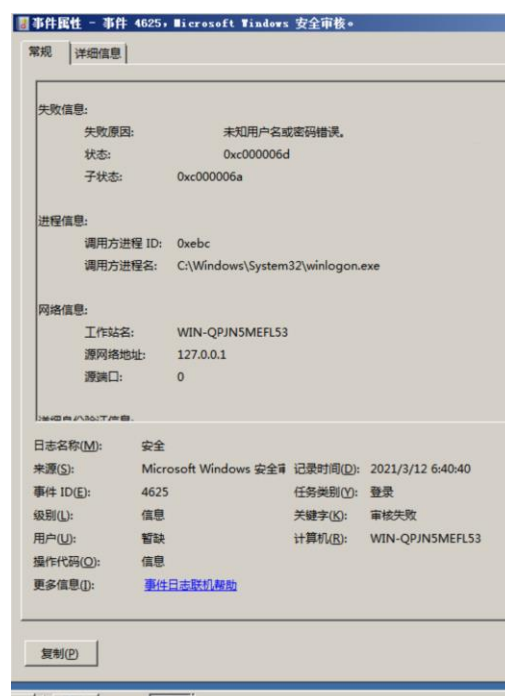 事件属性 - 事件 4625，Microsoft Windows 安全审核。
常规 详细信息
失败信息:
失败原因: 未知用户名或密码错误。
状态: 0xc000006d
子状态: 0xc000006a
进程信息:
调用方进程 ID: 0xebc
调用方进程名: C:\Windows\System32\winlogon.exe
网络信息:
工作站名: WIN-QPJN5MEFL53
源网络地址: 127.0.0.1
源端口: 0
详细身份验证信息:
日志名称(M): 安全
来源(S): Microsoft Windows 安全审 记录时间(D): 2021/3/12 6:40:40
事件 ID(E): 4625 任务类别(Y): 登录
级别(L): 信息 关键字(K): 审核失败
用户(U): 暂缺 计算机(R): WIN-QPJN5MEFL53
操作代码(O): 信息
更多信息(I): 事件日志联机帮助
复制(P)